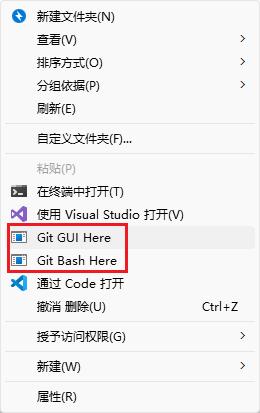 新建文件夹(N)
查看(V)
排序方式(O)
分组依据(P)
刷新(E)
自定义文件夹(F)...
粘贴(P)
在终端中打开(T)
使用 Visual Studio 打开(V)
Git GUI Here
Git Bash Here
通过 Code 打开
撤消 删除(U) Ctrl+Z
授予访问权限(G)
新建(W)
属性(R)